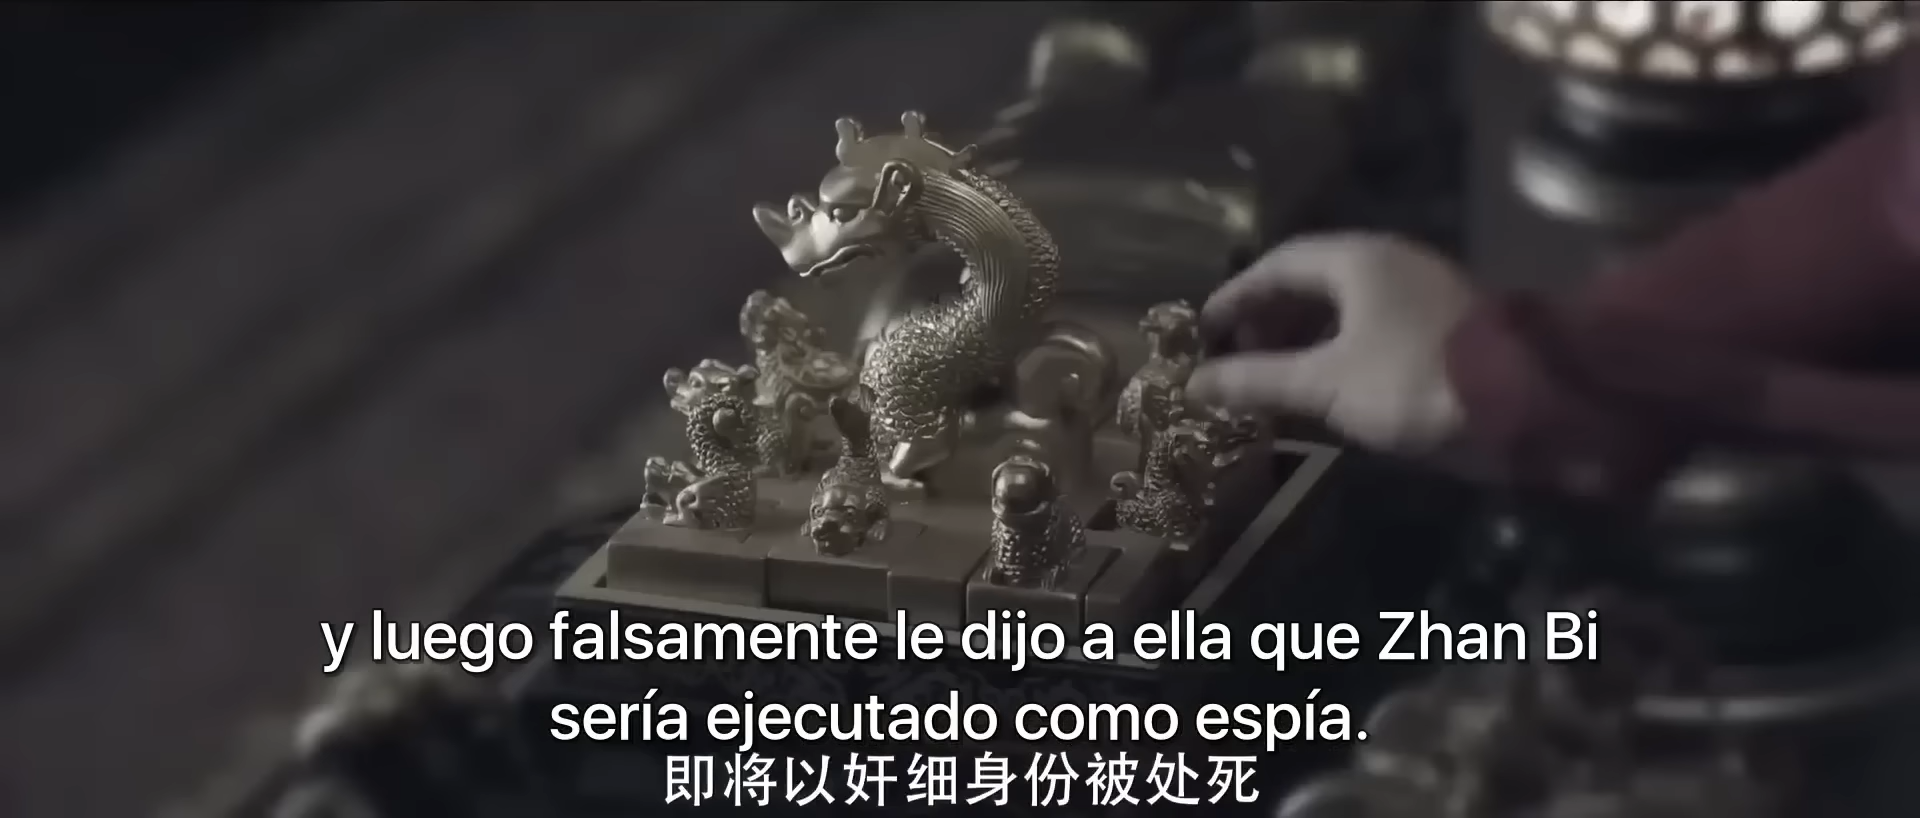 y luego falsamente le dijo a ella que Zhan Bi
sería ejecutado como espía.
即将以奸细身份被处死